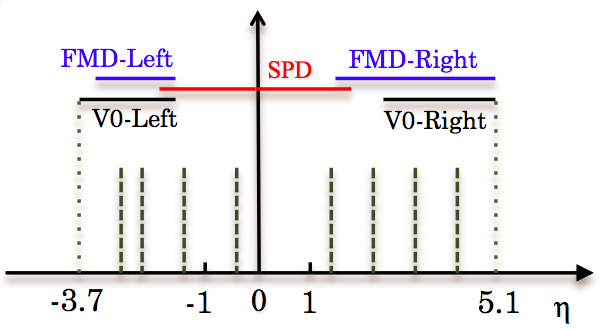 FMD-Left
SPD
FMD-Right
V0-Left
V0-Right
-3.7
-1
0
1
5.1
η